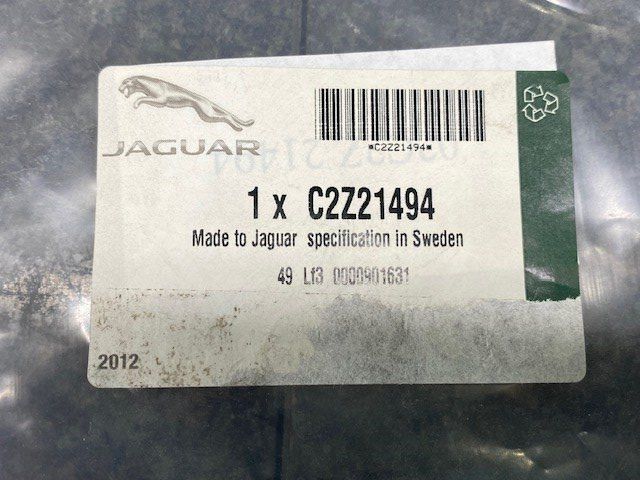 JAGUAR
*C2Z21494*
1 x C2Z21494
Made to Jaguar specification in Sweden
49 Lf3 0000901631
2012